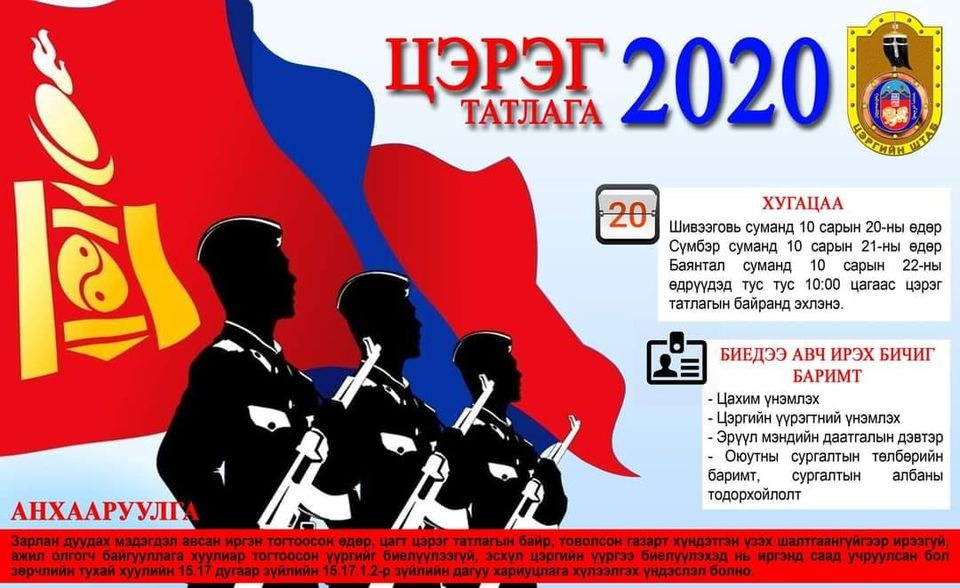 ЦЭРЭГ
ТАТЛАГА
2020
ЦЭРГИЙН ШТАБ
20
ХУГАЦАА
Шивээговь суманд 10 сарын 20-ны өдөр
Сүмбэр суманд 10 сарын 21-ны өдөр
Баянтал суманд 10 сарын 22-ны
өдрүүдэд тус тус 10:00 цагаас цэрэг
татлагын байранд эхлэнэ.
БИЕДЭЭ АВЧ ИРЭХ БИЧИГ
БАРИМТ
- Цахим үнэмлэх
- Цэргийн үүрэгтний үнэмлэх
- Эрүүл мэндийн даатгалын дэвтэр
- Оюутны сургалтын төлбөрийн
баримт, сургалтын албаны
тодорхойлолт
АНХААРУУЛГА
Зарлан дуудах мэдэгдэл авсан иргэн тогтоосон өдөр, цагт цэрэг татлагын байр, товолсон газарт хүндэтгэн үзэх шалтгаангүйгээр ирээгүй,
ажил олгогч байгууллага хуулиар тогтоосон үүргийг биелүүлээгүй, эсхүл цэргийн үүргээ биелүүлэхэд нь иргэнд саад учруулсан бол
зөрчлийн тухай хуулийн 15.17 дугаар зүйлийн 15.17.1.2-р зүйлийн дагуу хариуцлага хүлээлгэх үндэслэл болно.